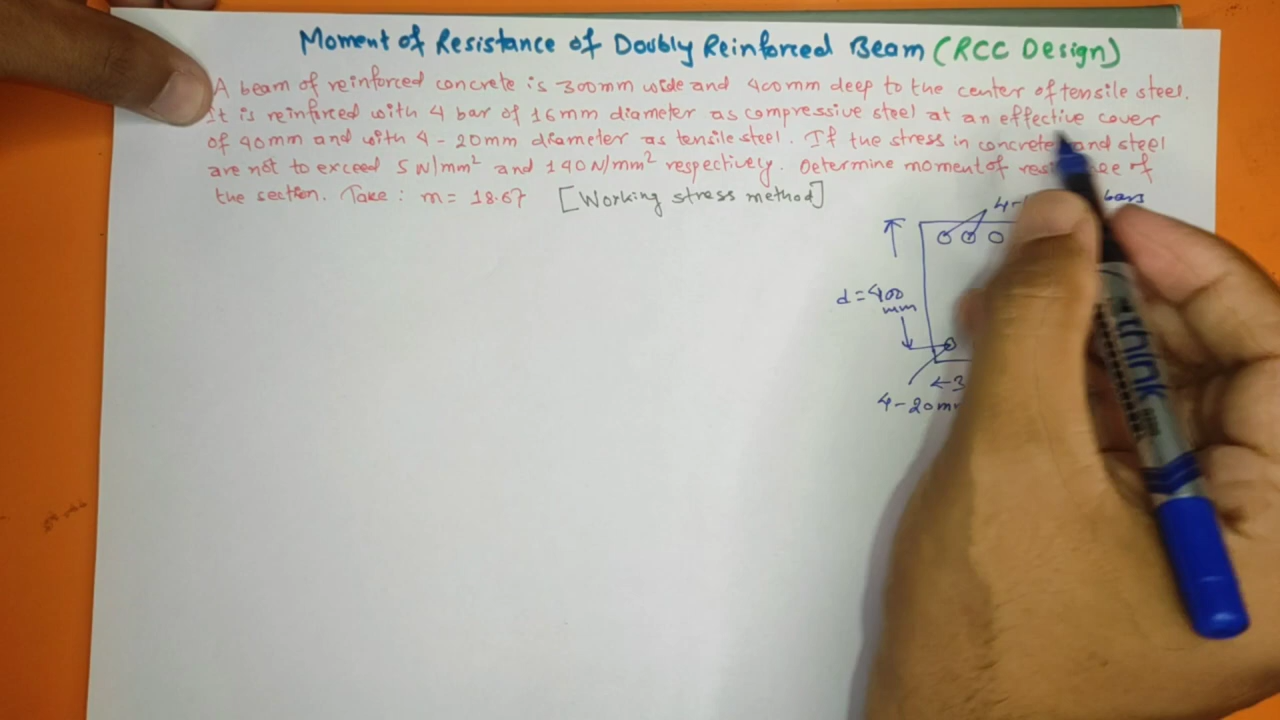 Moment of Resistance of Doubly Reinforced Beam (RCC Design)
A beam of reinforced concrete is 300mm wide and 400mm deep to the center of tensile steel.
It is reinforced with 4 bar of 16mm diameter as compressive steel at an effective cover
of 40mm and with 4-20mm diameter as tensile steel. If the stress in concrete and steel
are not to exceed 5 N/mm² and 140 N/mm² respectively. Determine moment of
the section. Take: m = 18.67 [Working stress method]
4- bars
d = 400
mm
4-20m
think